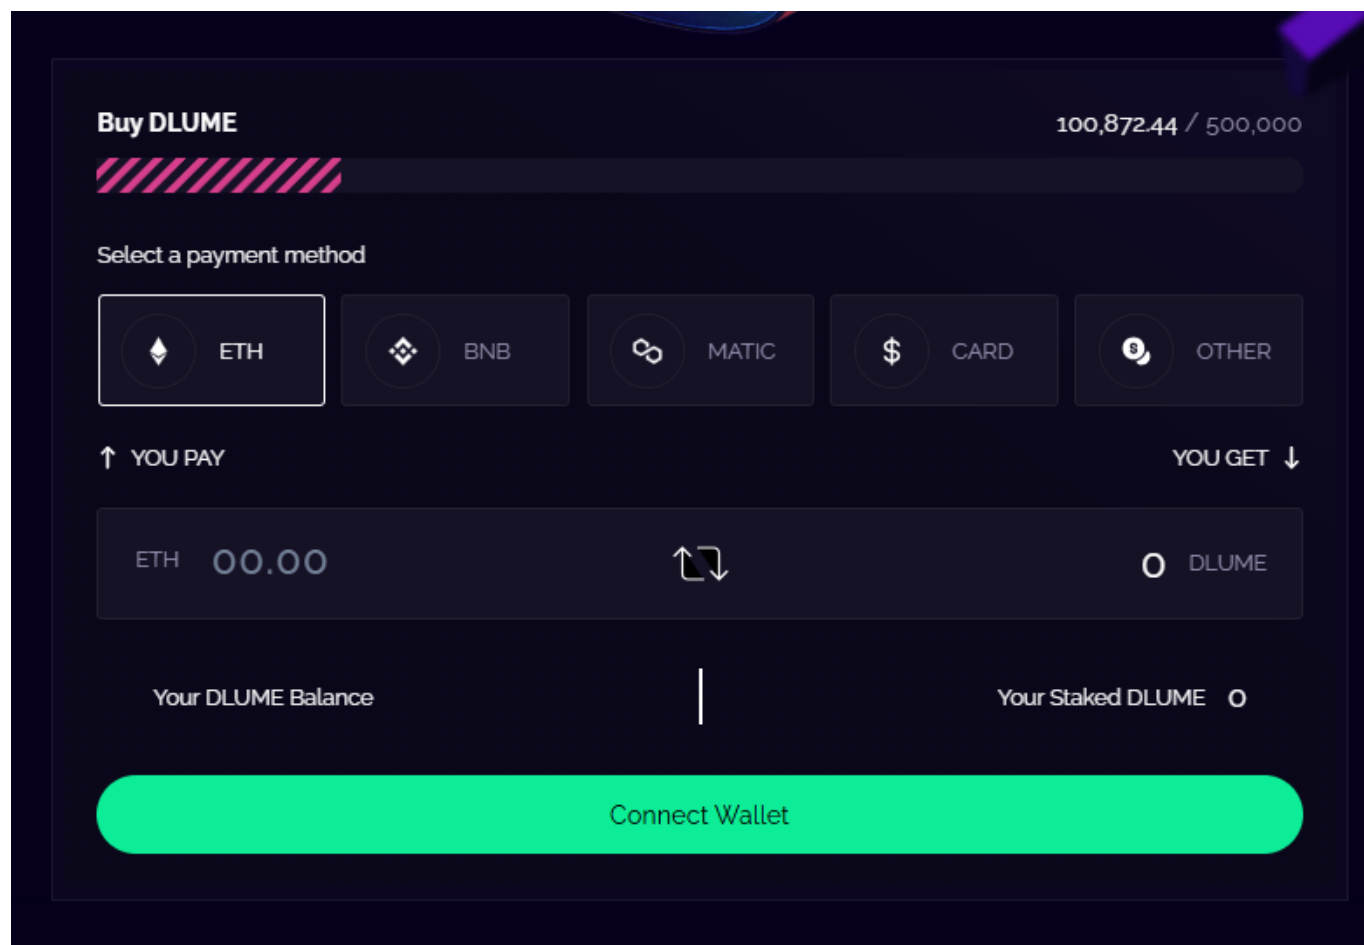 Buy DLUME 100,872.44 / 500,000
Select a payment method
ETH BNB MATIC $ CARD S OTHER
↑ YOU PAY YOU GET ↓
ETH 00.00 0 DLUME
Your DLUME Balance Your Staked DLUME 0
Connect Wallet